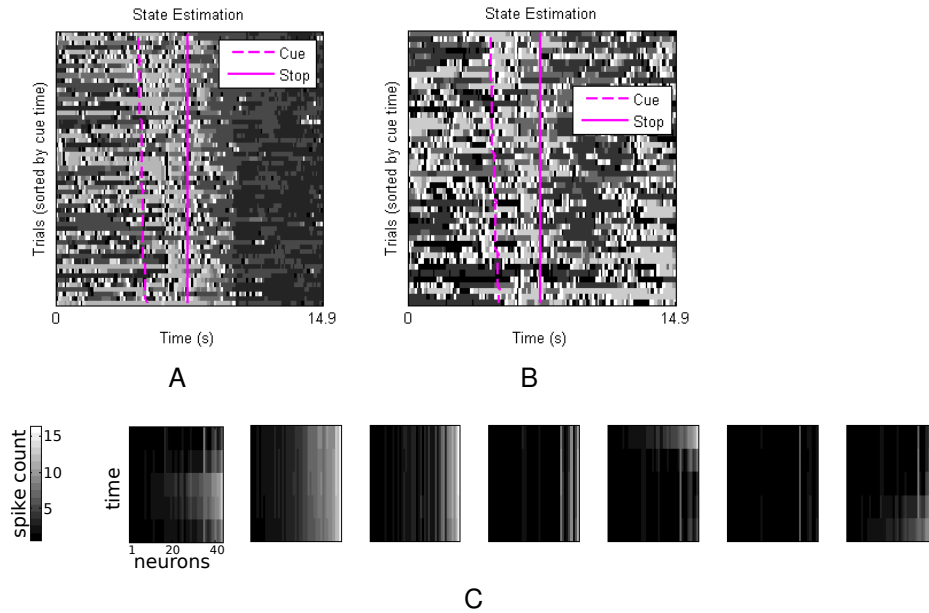 State Estimation
Cue
Stop
Trials (sorted by cue time)
0
14.9
Time (s)
A
State Estimation
Cue
Stop
Trials (sorted by cue time)
0
14.9
Time (s)
B
spike count
15
10
5
time
1
20
40
neurons
C